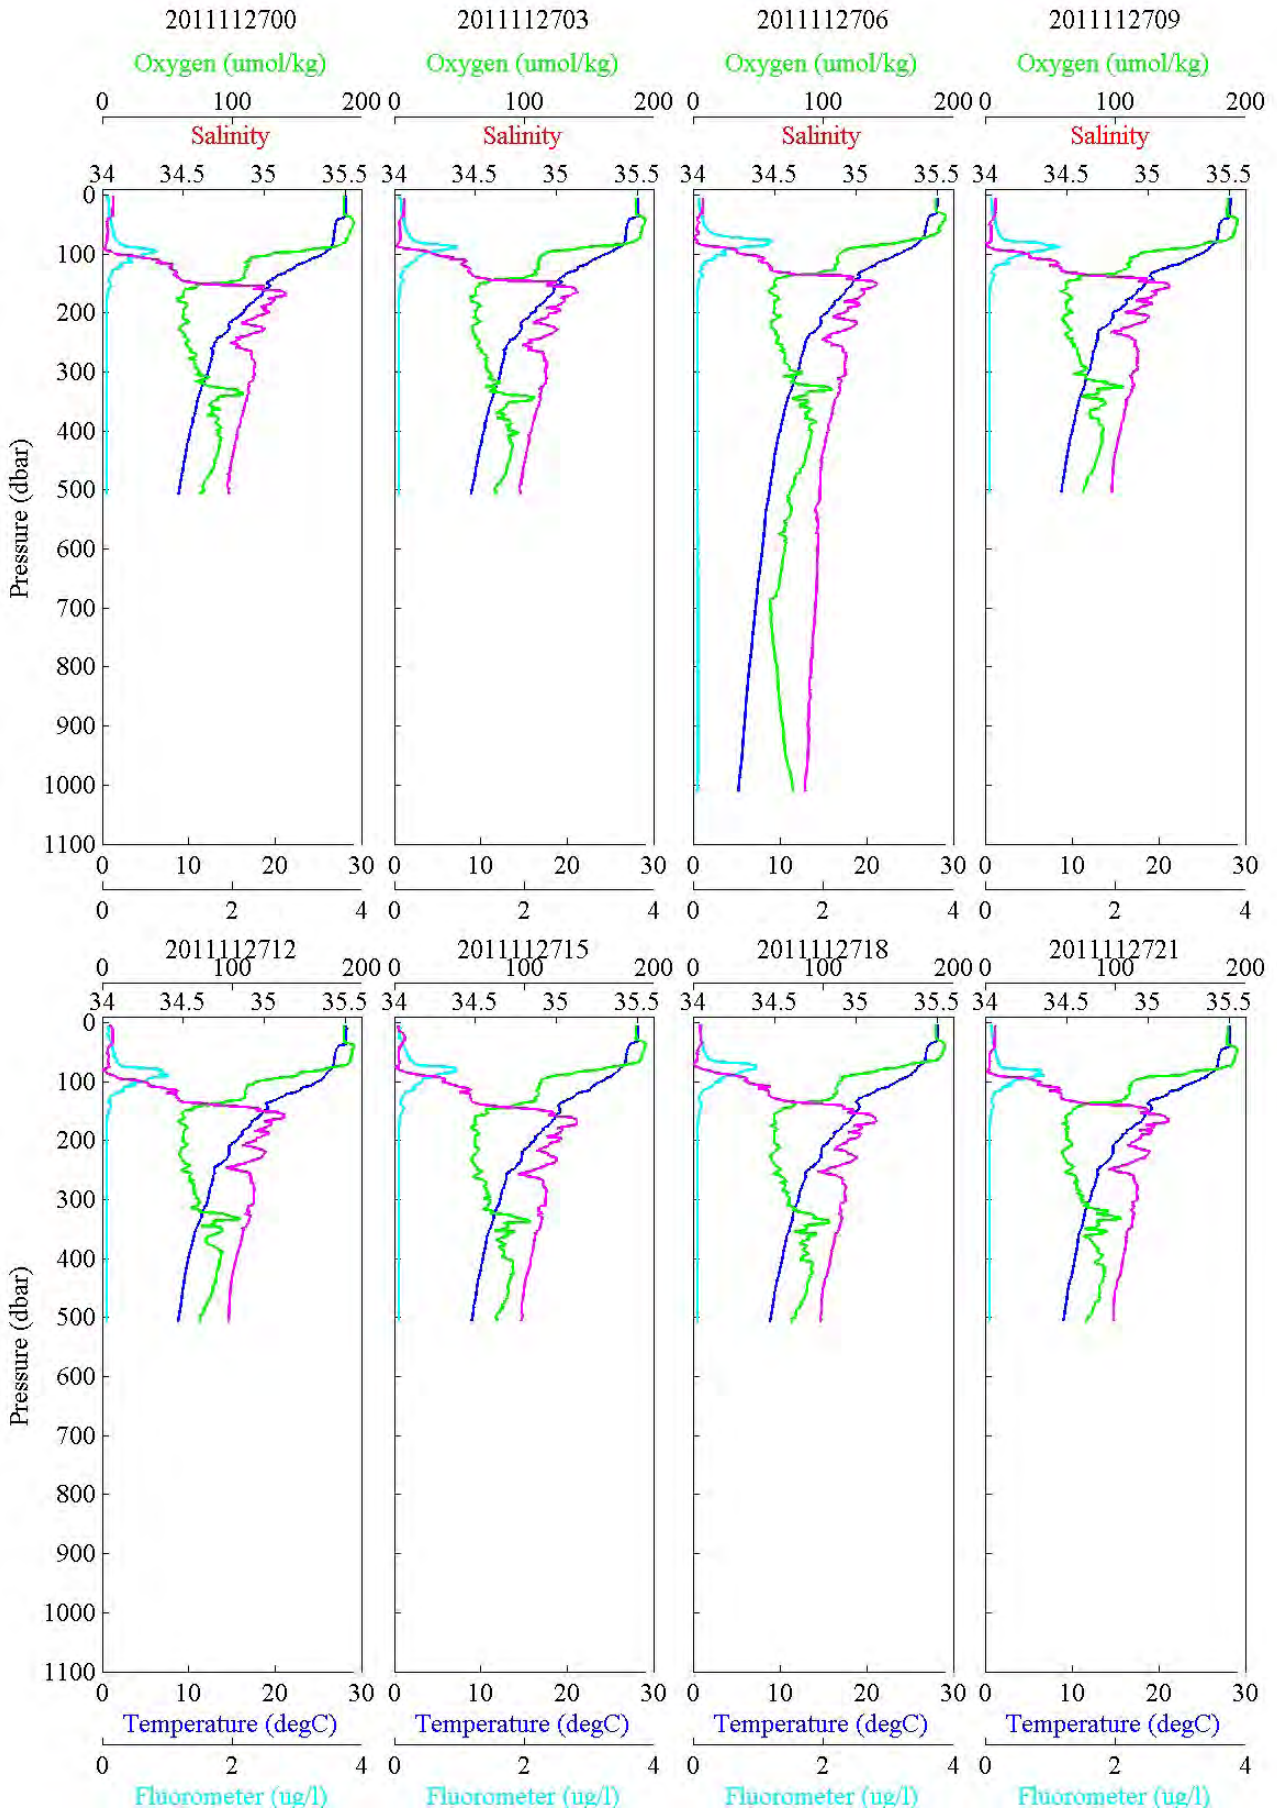 2011112700 2011112703 2011112706 2011112709
Oxygen (umol/kg) Oxygen (umol/kg) Oxygen (umol/kg) Oxygen (umol/kg)
0 100 200 0 100 200 0 100 200 0 100 200
Salinity Salinity Salinity Salinity
34 34.5 35 35.5 34 34.5 35 35.5 34 34.5 35 35.5 34 34.5 35 35.5
0
100
200
300
400
500
600
700
800
900
1000
1100
Pressure (dbar)
0 10 20 30 0 10 20 30 0 10 20 30 0 10 20 30
0 2 4 0 2 4 0 2 4 0 2 4
2011112712 2011112715 2011112718 2011112721
0 100 200 0 100 200 0 100 200 0 100 200
34 34.5 35 35.5 34 34.5 35 35.5 34 34.5 35 35.5 34 34.5 35 35.5
0
100
200
300
400
500
600
700
800
900
1000
1100
Pressure (dbar)
0 10 20 30 0 10 20 30 0 10 20 30 0 10 20 30
Temperature (degC) Temperature (degC) Temperature (degC) Temperature (degC)
0 2 4 0 2 4 0 2 4 0 2 4
Fluorometer (ug/l) Fluorometer (ug/l) Fluorometer (ug/l) Fluorometer (ug/l)